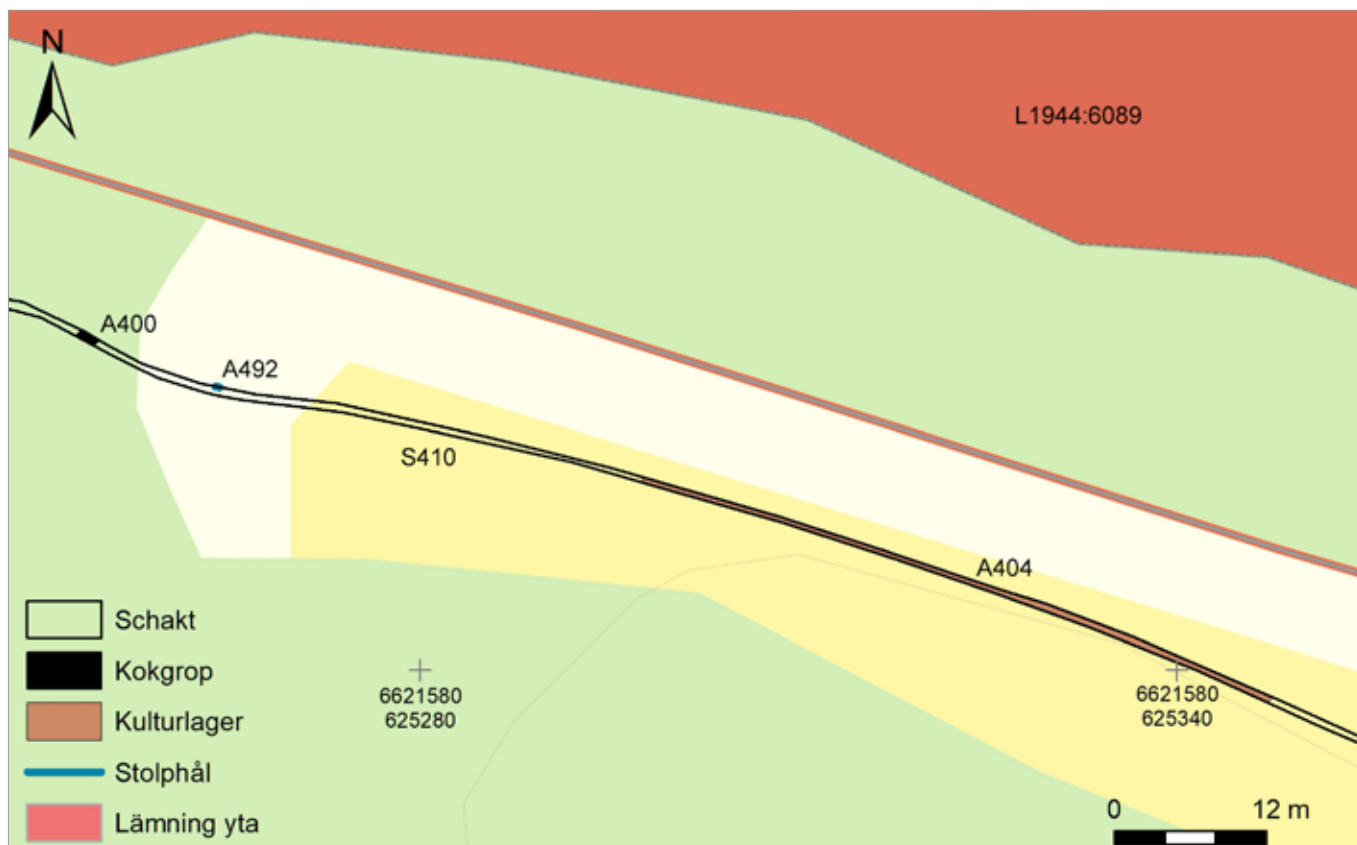 N
L1944:6089
A400
A492
S410
A404
Schakt
Kokgrop
Kulturlager
Stolphål
Lämning yta
6621580
625280
6621580
625340
0 12 m